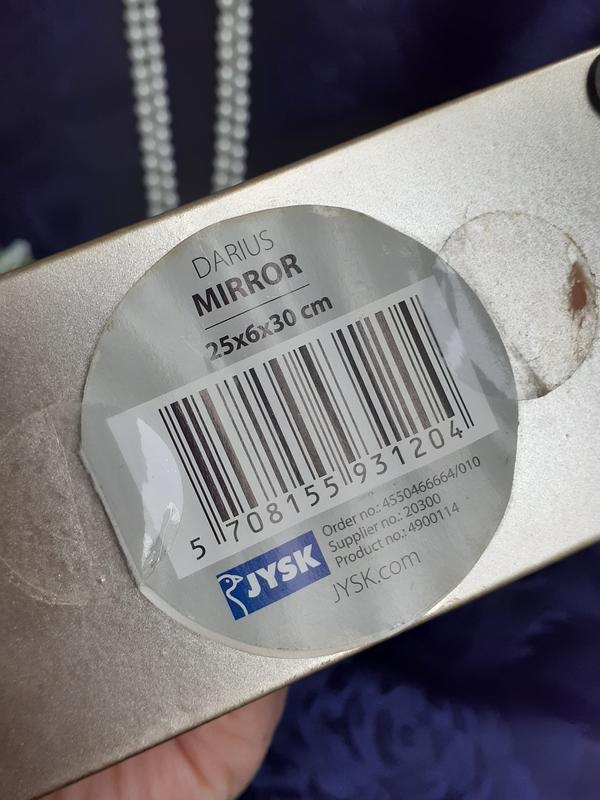 DARIUS
MIRROR
25x6x30 cm
5 708155 931204
Order no.: 4550466664/010
Supplier no.: 20300
Product no.: 4900114
JYSK
JYSK.com